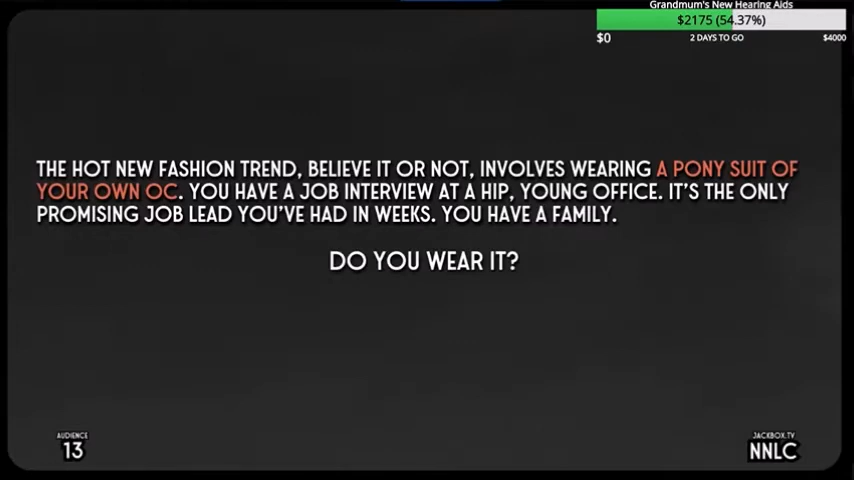 Grandmum's New Hearing Aids
$2175 (54.37%)
$0 2 DAYS TO GO $4000
THE HOT NEW FASHION TREND, BELIEVE IT OR NOT, INVOLVES WEARING A PONY SUIT OF
YOUR OWN OC. YOU HAVE A JOB INTERVIEW AT A HIP, YOUNG OFFICE. IT'S THE ONLY
PROMISING JOB LEAD YOU'VE HAD IN WEEKS. YOU HAVE A FAMILY.
DO YOU WEAR IT?
AUDIENCE
13
JACKBOX.TV
NNLC